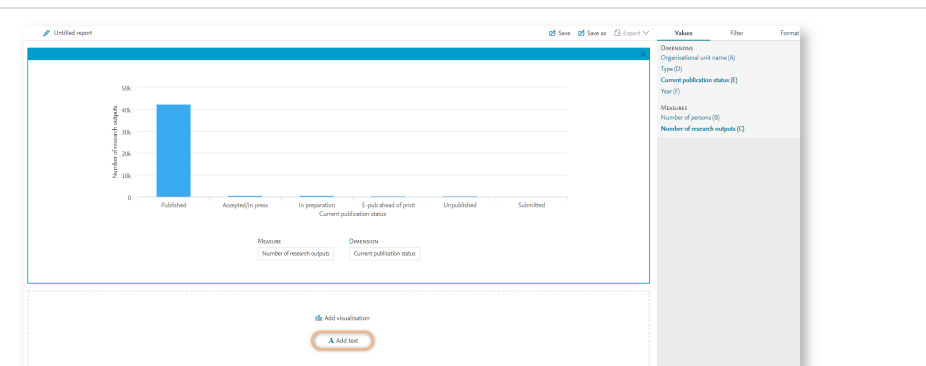 Untitled report
Save Save as Export
Values Filter Format
DIMENSIONS
Organisational unit name (A)
Type (D)
Current publication status (E)
Year (F)
MEASURES
Number of persons (B)
Number of research outputs (C)
Number of research outputs
50k
40k
30k
20k
10k
0
Published Accepted/In press In preparation E-pub ahead of print Unpublished Submitted
Current publication status
MEASURE DIMENSION
Number of research outputs Current publication status
Add visualisation
A Add text